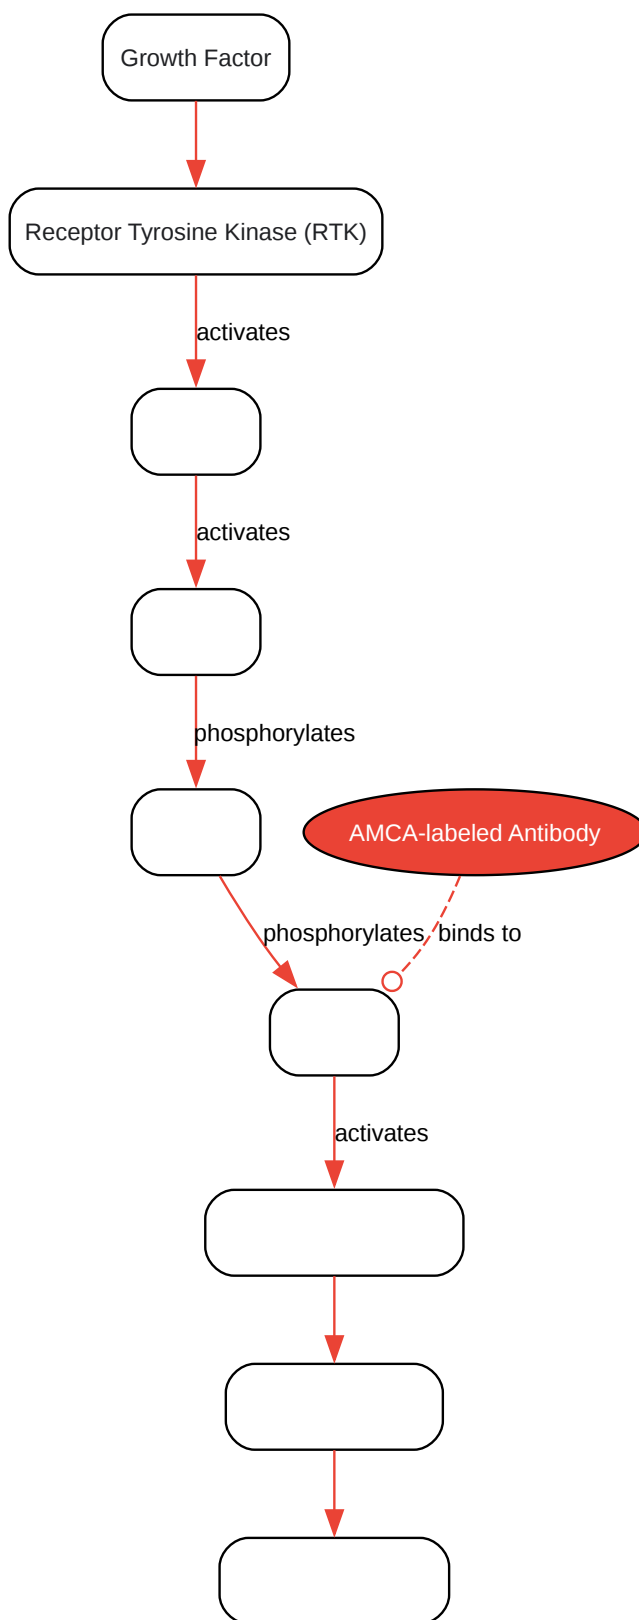 Growth Factor
Receptor Tyrosine Kinase (RTK)
activates
activates
phosphorylates
AMCA-labeled Antibody
phosphorylates
binds to
activates